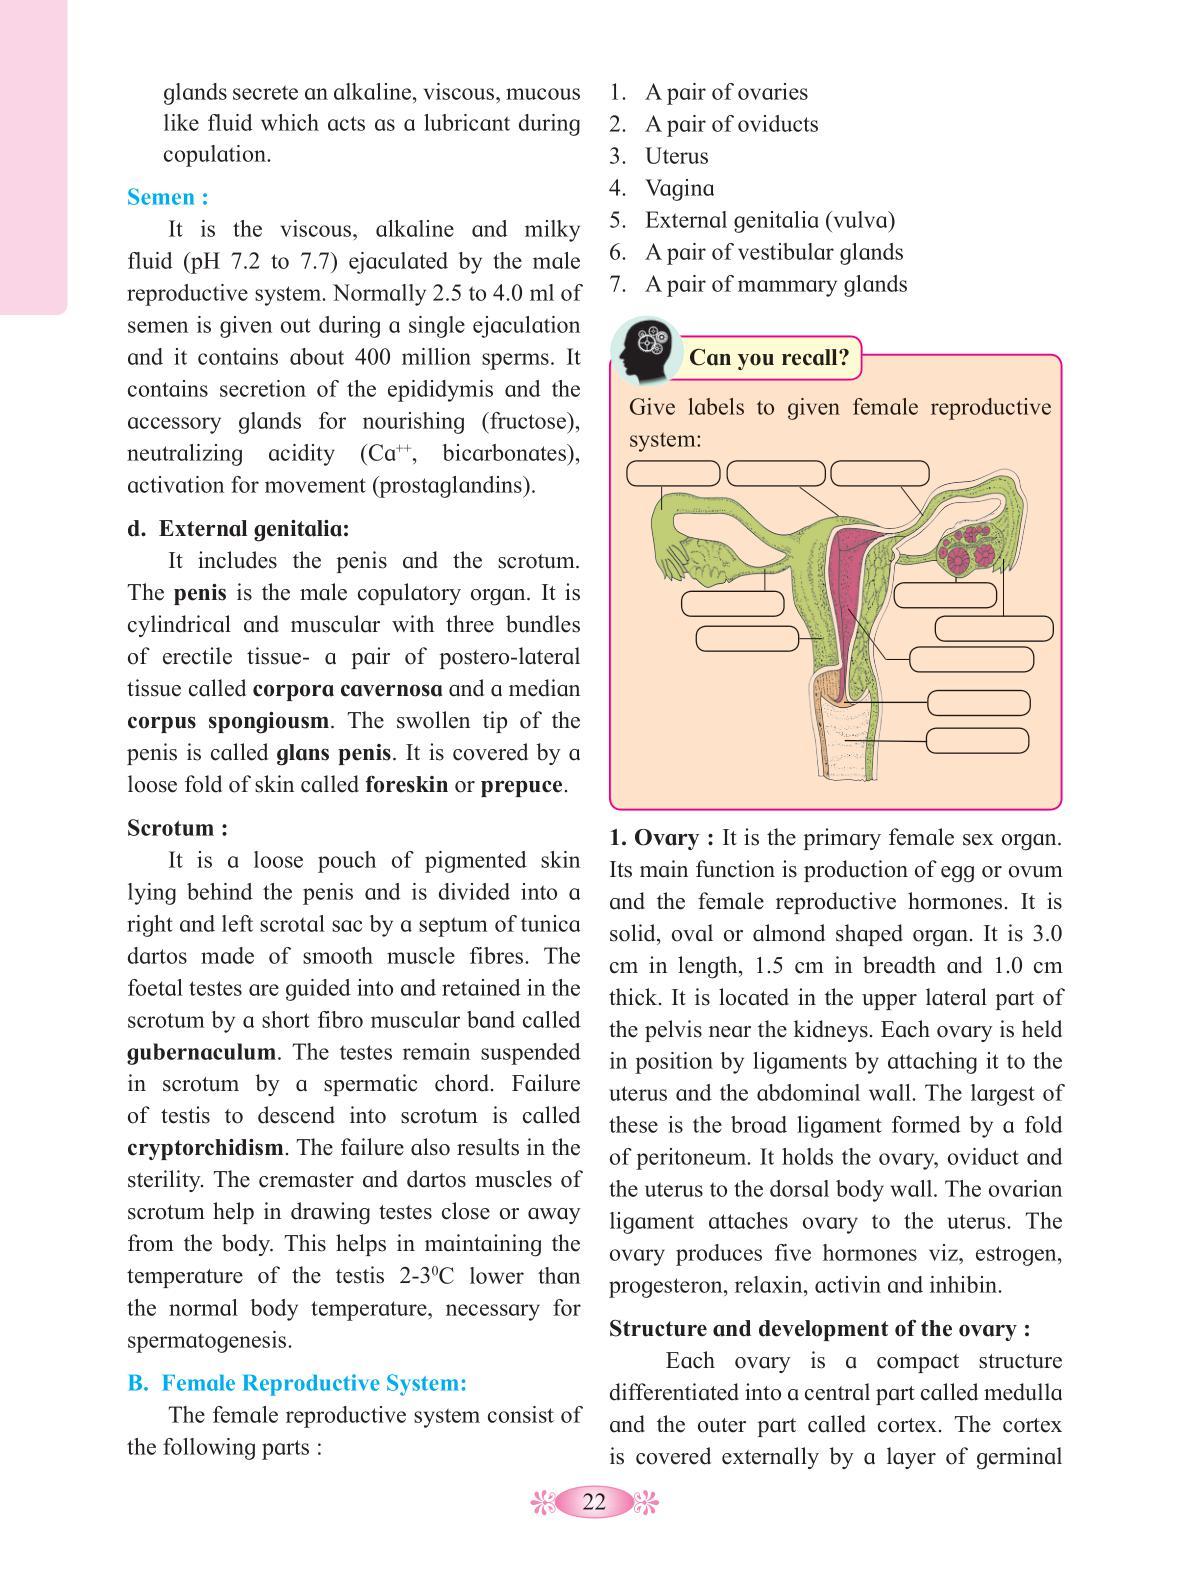 glands secrete an alkaline, viscous, mucous
like fluid which acts as a lubricant during
copulation.
Semen :
It is the viscous, alkaline and milky
fluid (pH 7.2 to 7.7) ejaculated by the male
reproductive system. Normally 2.5 to 4.0 ml of
semen is given out during a single ejaculation
and it contains about 400 million sperms. It
contains secretion of the epididymis and the
accessory glands for nourishing (fructose),
neutralizing acidity (Ca⁺⁺, bicarbonates),
activation for movement (prostaglandins).
d. External genitalia:
It includes the penis and the scrotum.
The penis is the male copulatory organ. It is
cylindrical and muscular with three bundles
of erectile tissue- a pair of postero-lateral
tissue called corpora cavernosa and a median
corpus spongiousm. The swollen tip of the
penis is called glans penis. It is covered by a
loose fold of skin called foreskin or prepuce.
Scrotum :
It is a loose pouch of pigmented skin
lying behind the penis and is divided into a
right and left scrotal sac by a septum of tunica
dartos made of smooth muscle fibres. The
foetal testes are guided into and retained in the
scrotum by a short fibro muscular band called
gubernaculum. The testes remain suspended
in scrotum by a spermatic chord. Failure
of testis to descend into scrotum is called
cryptorchidism. The failure also results in the
sterility. The cremaster and dartos muscles of
scrotum help in drawing testes close or away
from the body. This helps in maintaining the
temperature of the testis 2-3⁰C lower than
the normal body temperature, necessary for
spermatogenesis.
B. Female Reproductive System:
The female reproductive system consist of
the following parts :
1. A pair of ovaries
2. A pair of oviducts
3. Uterus
4. Vagina
5. External genitalia (vulva)
6. A pair of vestibular glands
7. A pair of mammary glands
Can you recall?
Give labels to given female reproductive
system:
1. Ovary : It is the primary female sex organ.
Its main function is production of egg or ovum
and the female reproductive hormones. It is
solid, oval or almond shaped organ. It is 3.0
cm in length, 1.5 cm in breadth and 1.0 cm
thick. It is located in the upper lateral part of
the pelvis near the kidneys. Each ovary is held
in position by ligaments by attaching it to the
uterus and the abdominal wall. The largest of
these is the broad ligament formed by a fold
of peritoneum. It holds the ovary, oviduct and
the uterus to the dorsal body wall. The ovarian
ligament attaches ovary to the uterus. The
ovary produces five hormones viz, estrogen,
progesteron, relaxin, activin and inhibin.
Structure and development of the ovary :
Each ovary is a compact structure
differentiated into a central part called medulla
and the outer part called cortex. The cortex
is covered externally by a layer of germinal
22